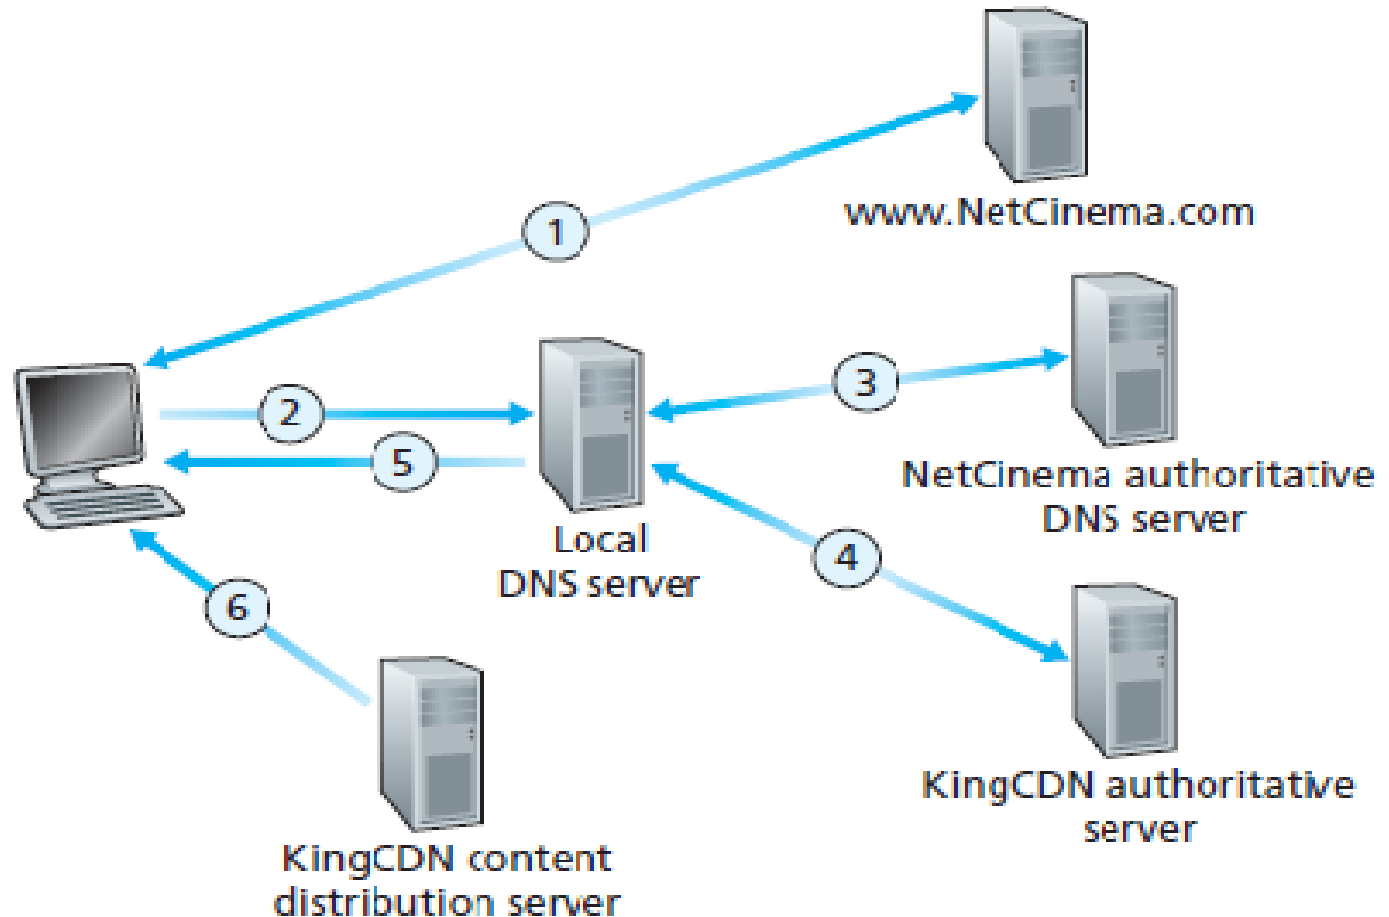 www.NetCinema.com
1
2
3
NetCinema authoritative
DNS server
5
Local
DNS server
4
6
KingCDN authoritative
server
KingCDN content
distribution server